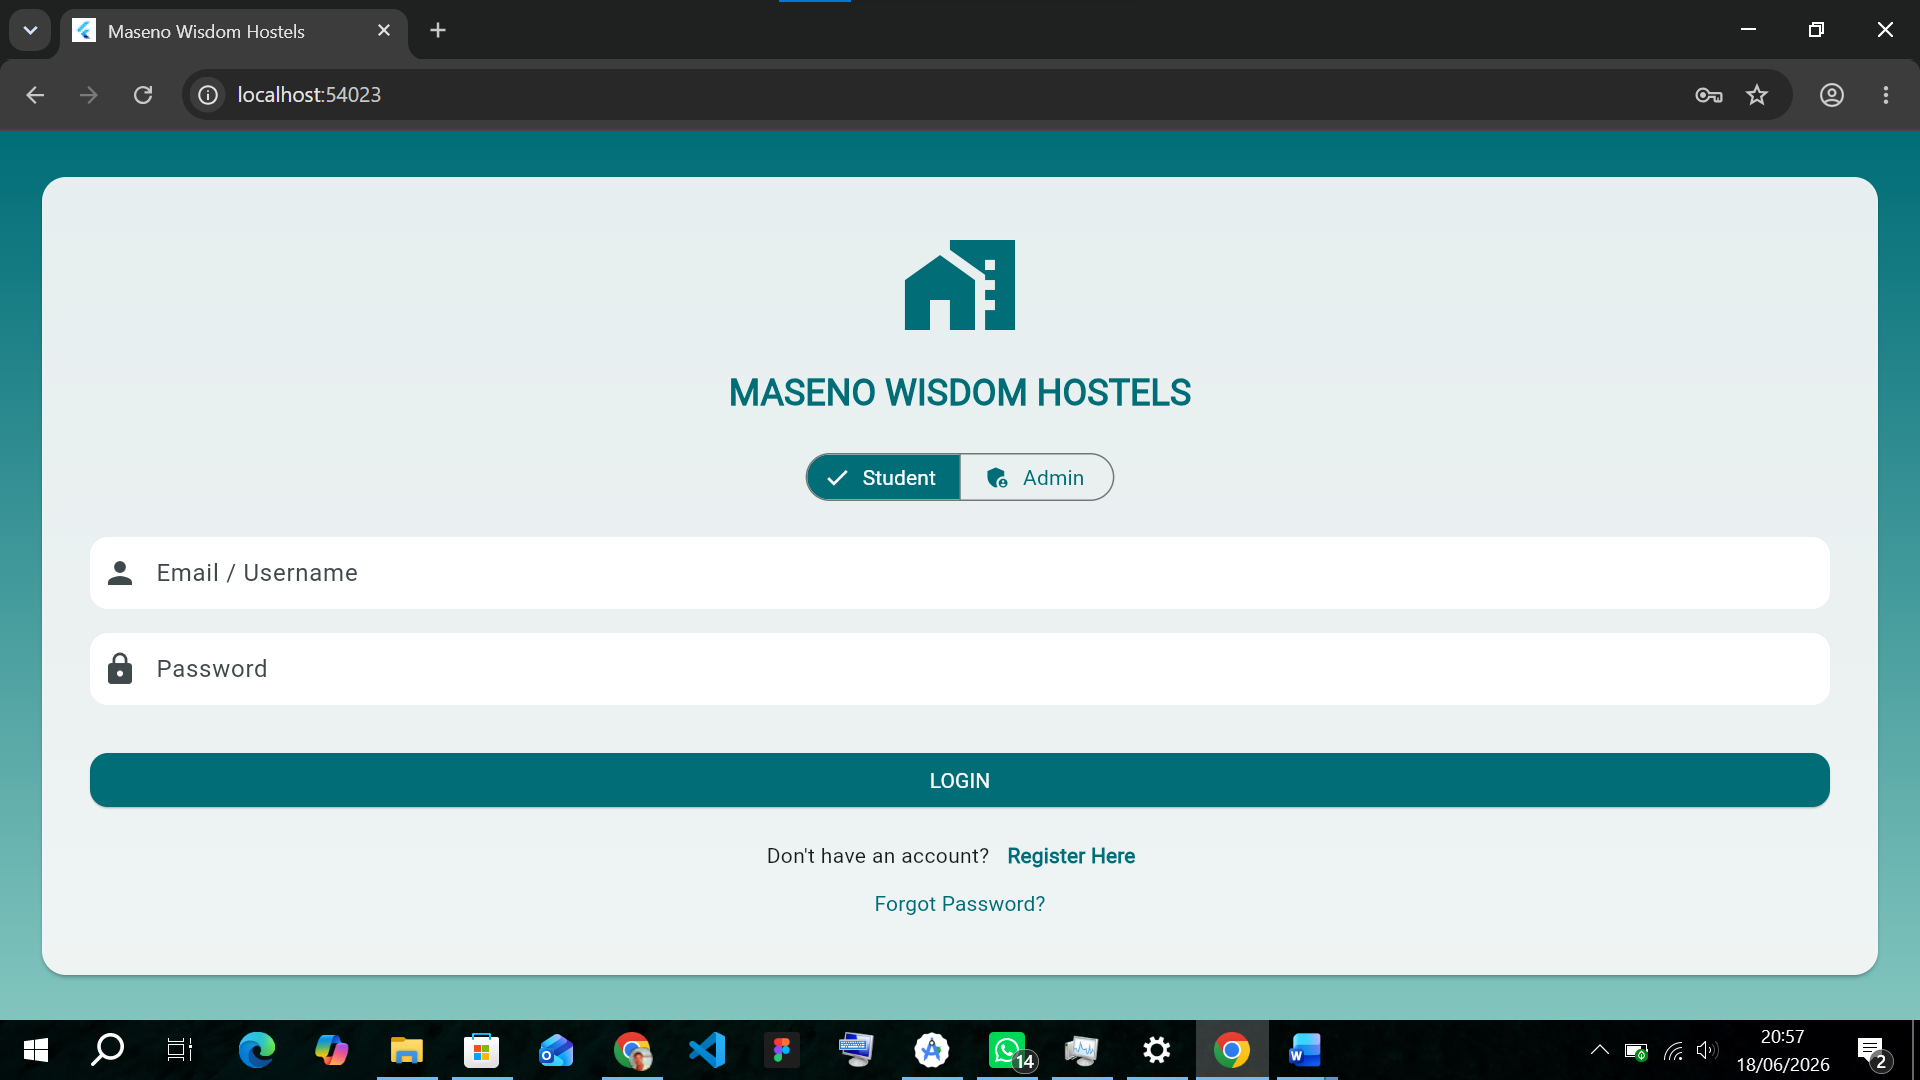 Maseno Wisdom Hostels
localhost:54023
MASENO WISDOM HOSTELS
Student
Admin
Email / Username
Password
LOGIN
Don't have an account? Register Here
Forgot Password?
14
20:57
18/06/2026
2